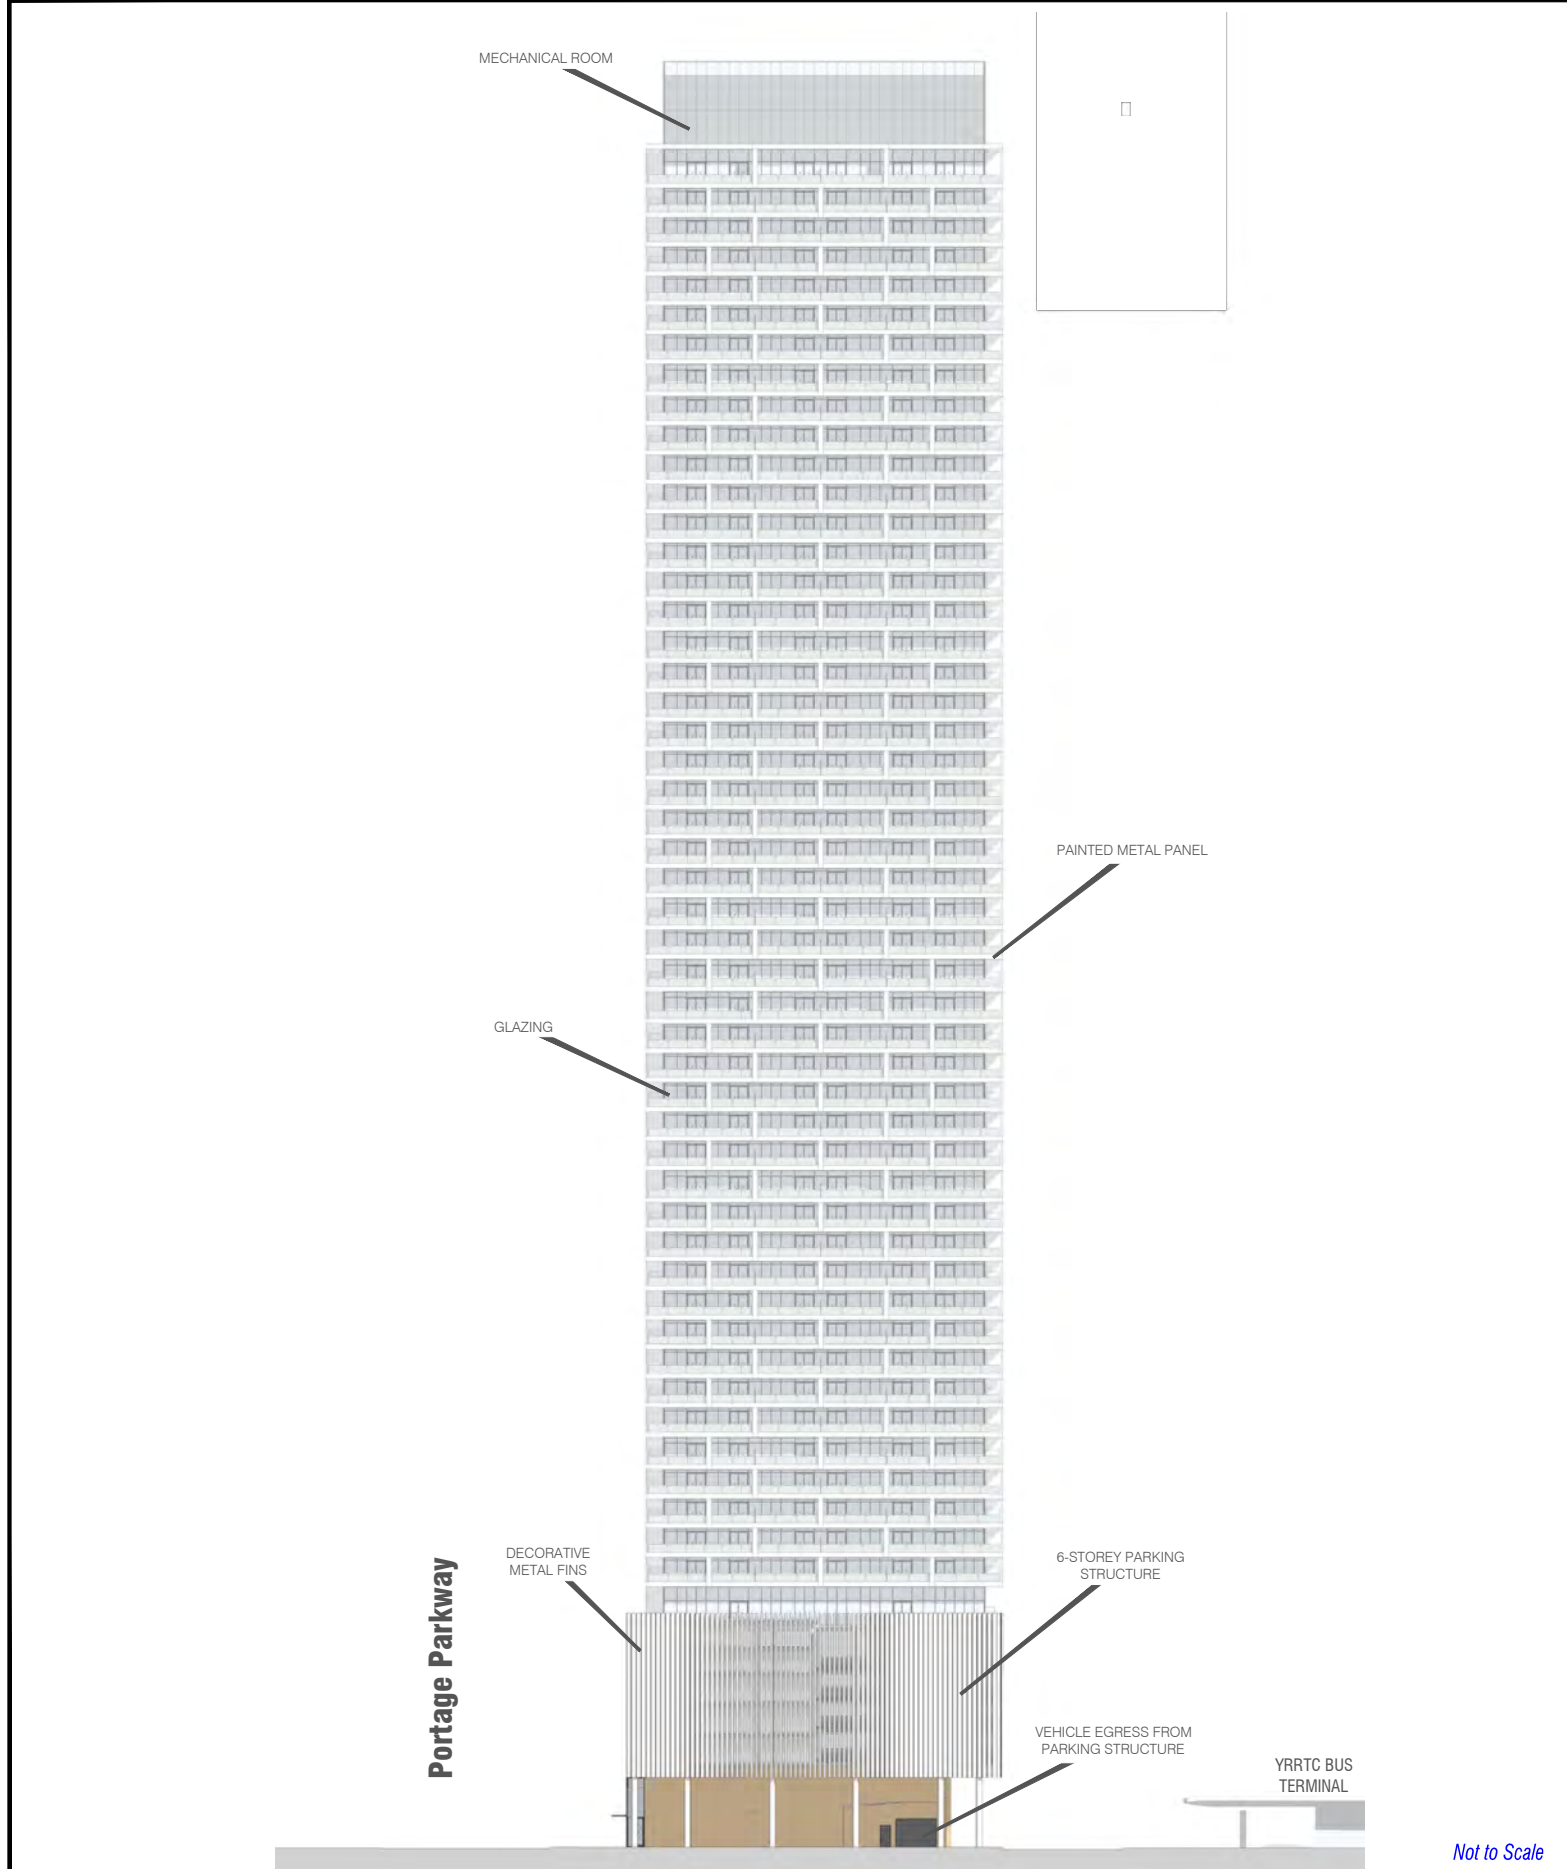 MECHANICAL ROOM
PAINTED METAL PANEL
GLAZING
DECORATIVE
METAL FINS
6-STOREY PARKING
STRUCTURE
Portage Parkway
VEHICLE EGRESS FROM
PARKING STRUCTURE
YRRTC BUS
TERMINAL
Not to Scale